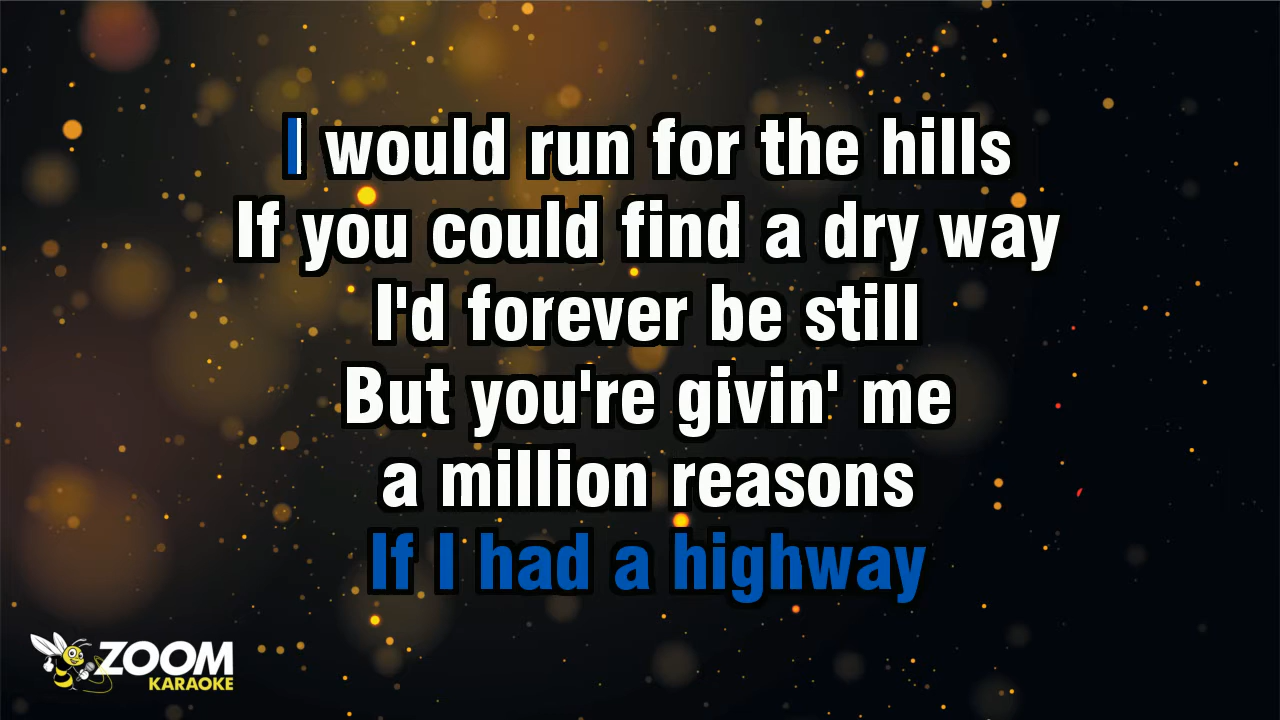 I would run for the hills
If you could find a dry way
I'd forever be still
But you're givin' me
a million reasons
If I had a highway
ZOOM
KARAOKE